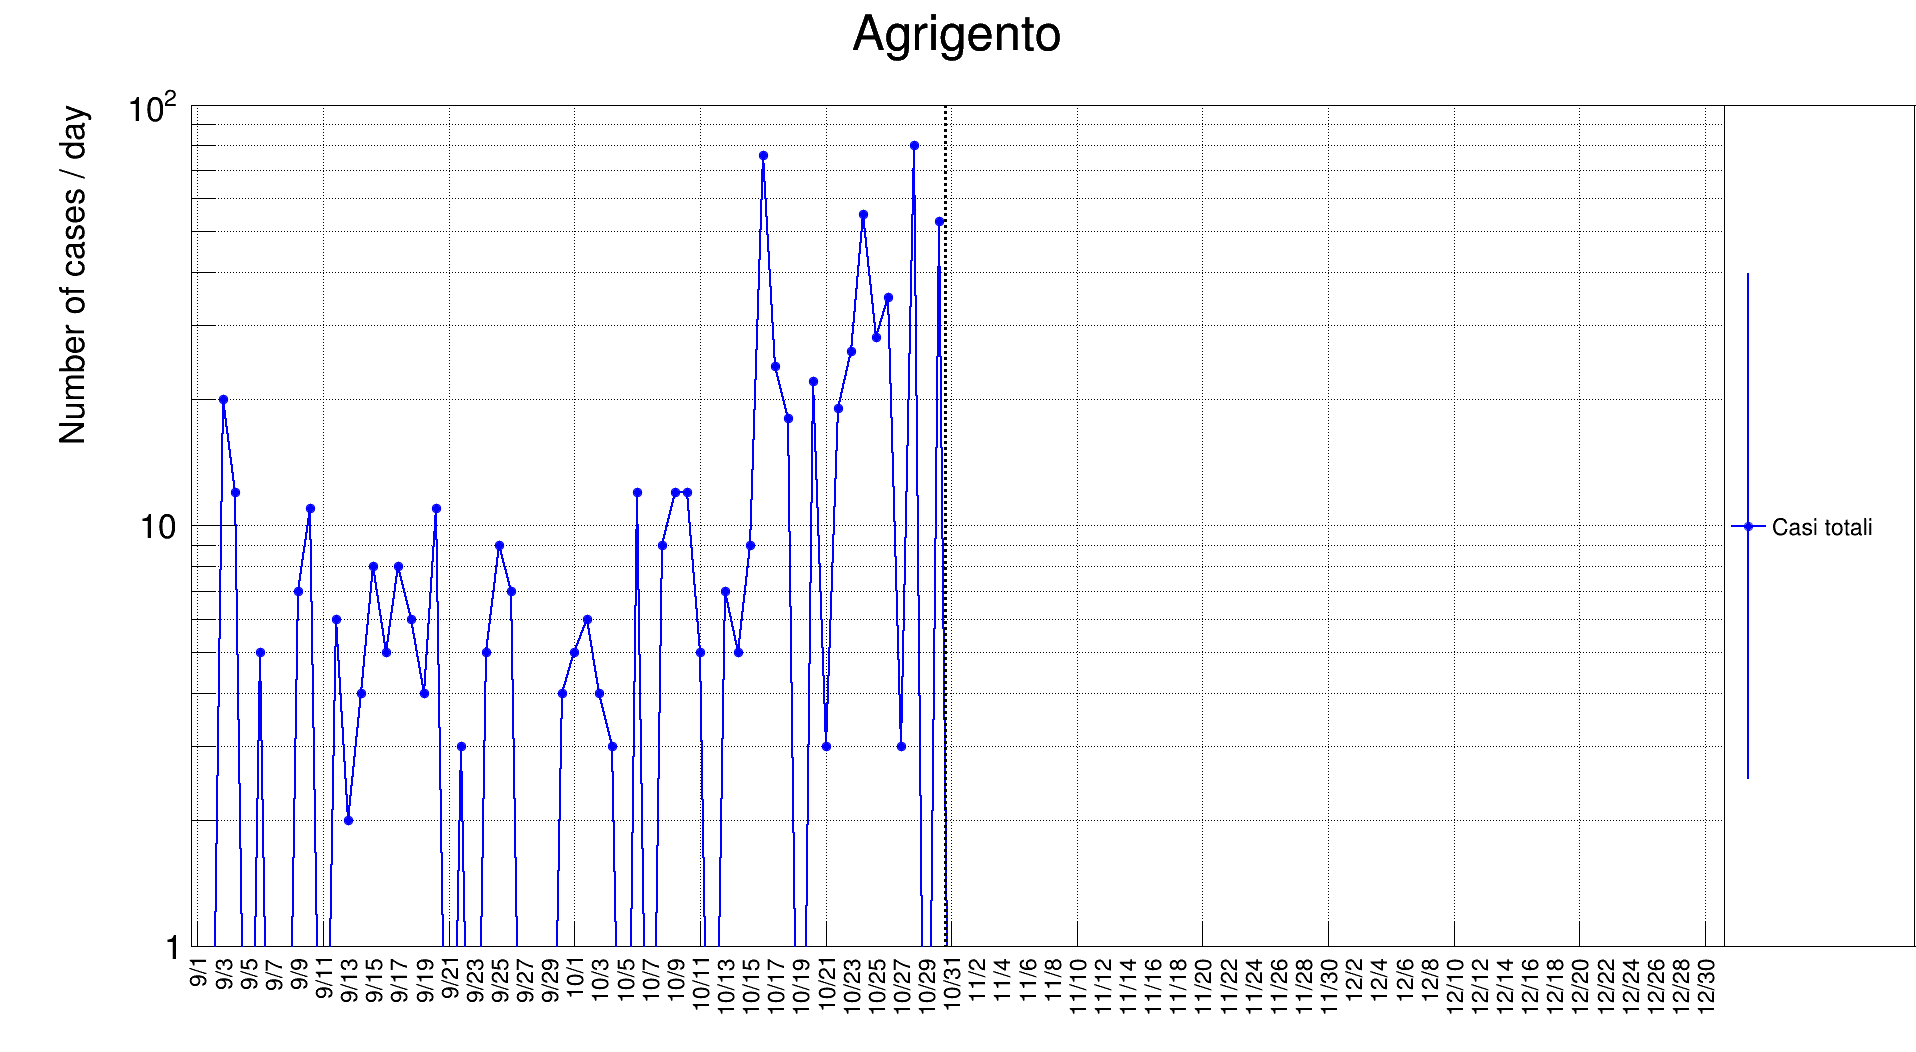 Agrigento
Number of cases / day
10²
10
1
9/1 9/3 9/5 9/7 9/9 9/11 9/13 9/15 9/17 9/19 9/21 9/23 9/25 9/27 9/29 10/1 10/3 10/5 10/7 10/9 10/11 10/13 10/15 10/17 10/19 10/21 10/23 10/25 10/27 10/29 10/31 11/2 11/4 11/6 11/8 11/10 11/12 11/14 11/16 11/18 11/20 11/22 11/24 11/26 11/28 11/30 12/2 12/4 12/6 12/8 12/10 12/12 12/14 12/16 12/18 12/20 12/22 12/24 12/26 12/28 12/30
Casi totali